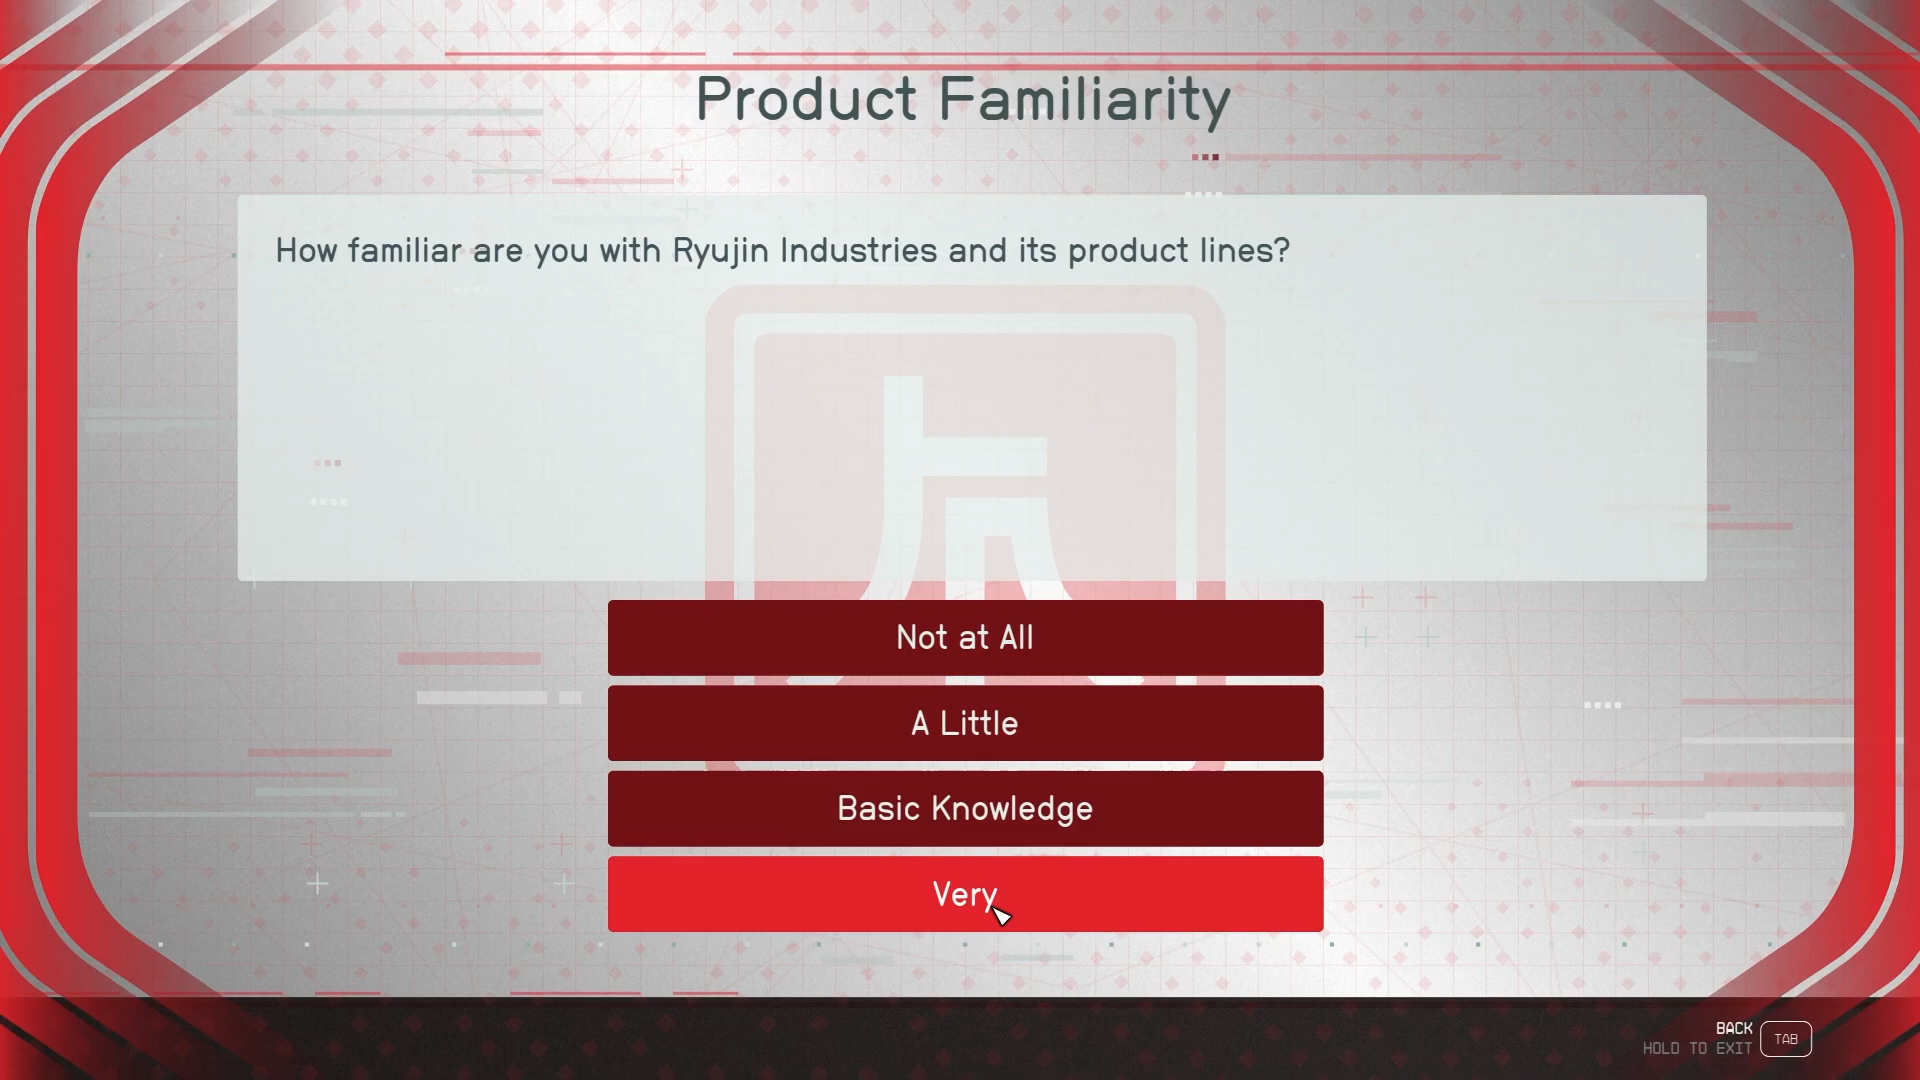 Product Familiarity
How familiar are you with Ryujin Industries and its product lines?
Not at All
A Little
Basic Knowledge
Very
BACK
HOLD TO EXIT
TAB